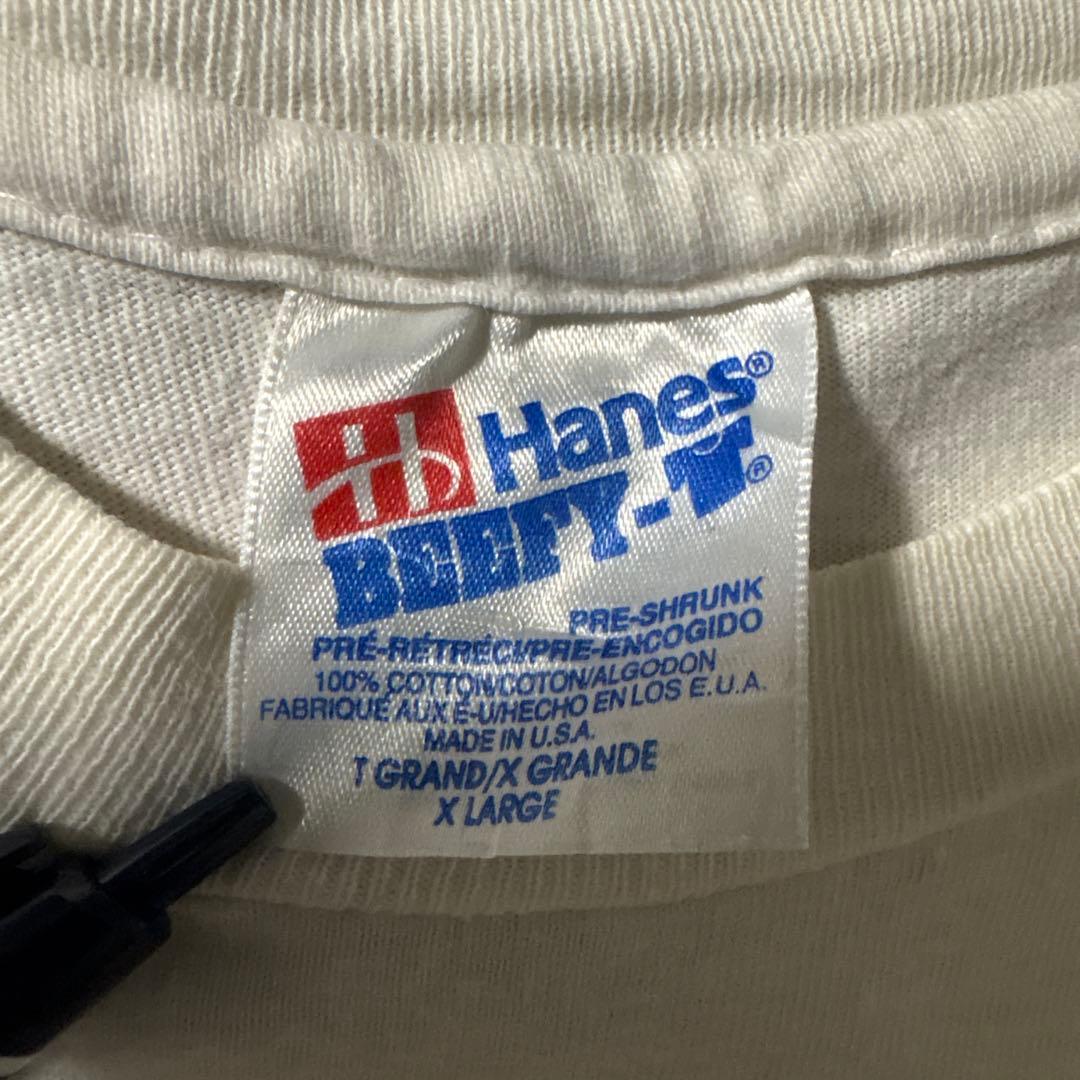 Hanes®
BEEFY-T®
PRE-SHRUNK
PRÉ-RÉTRÉCI/PRE-ENCOGIDO
100% COTTON/COTON/ALGODON
FABRIQUÉ AUX É-U/HECHO EN LOS E.U.A.
MADE IN U.S.A.
T GRAND/X GRANDE
X LARGE